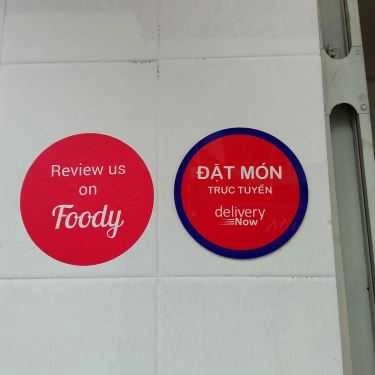 Review us
on
Foody
ĐẶT MÓN
TRỰC TUYẾN
delivery
Now